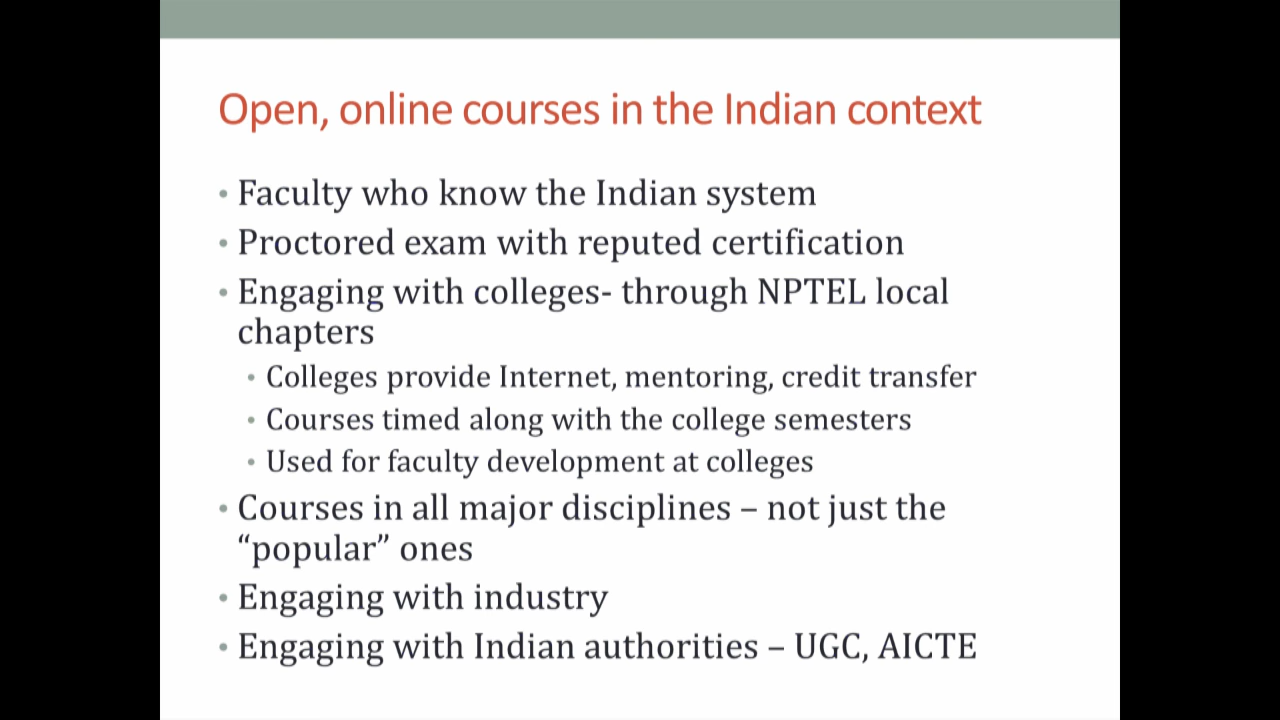 Open, online courses in the Indian context
• Faculty who know the Indian system
• Proctored exam with reputed certification
• Engaging with colleges- through NPTEL local
chapters
• Colleges provide Internet, mentoring, credit transfer
• Courses timed along with the college semesters
• Used for faculty development at colleges
• Courses in all major disciplines – not just the
“popular” ones
• Engaging with industry
• Engaging with Indian authorities – UGC, AICTE